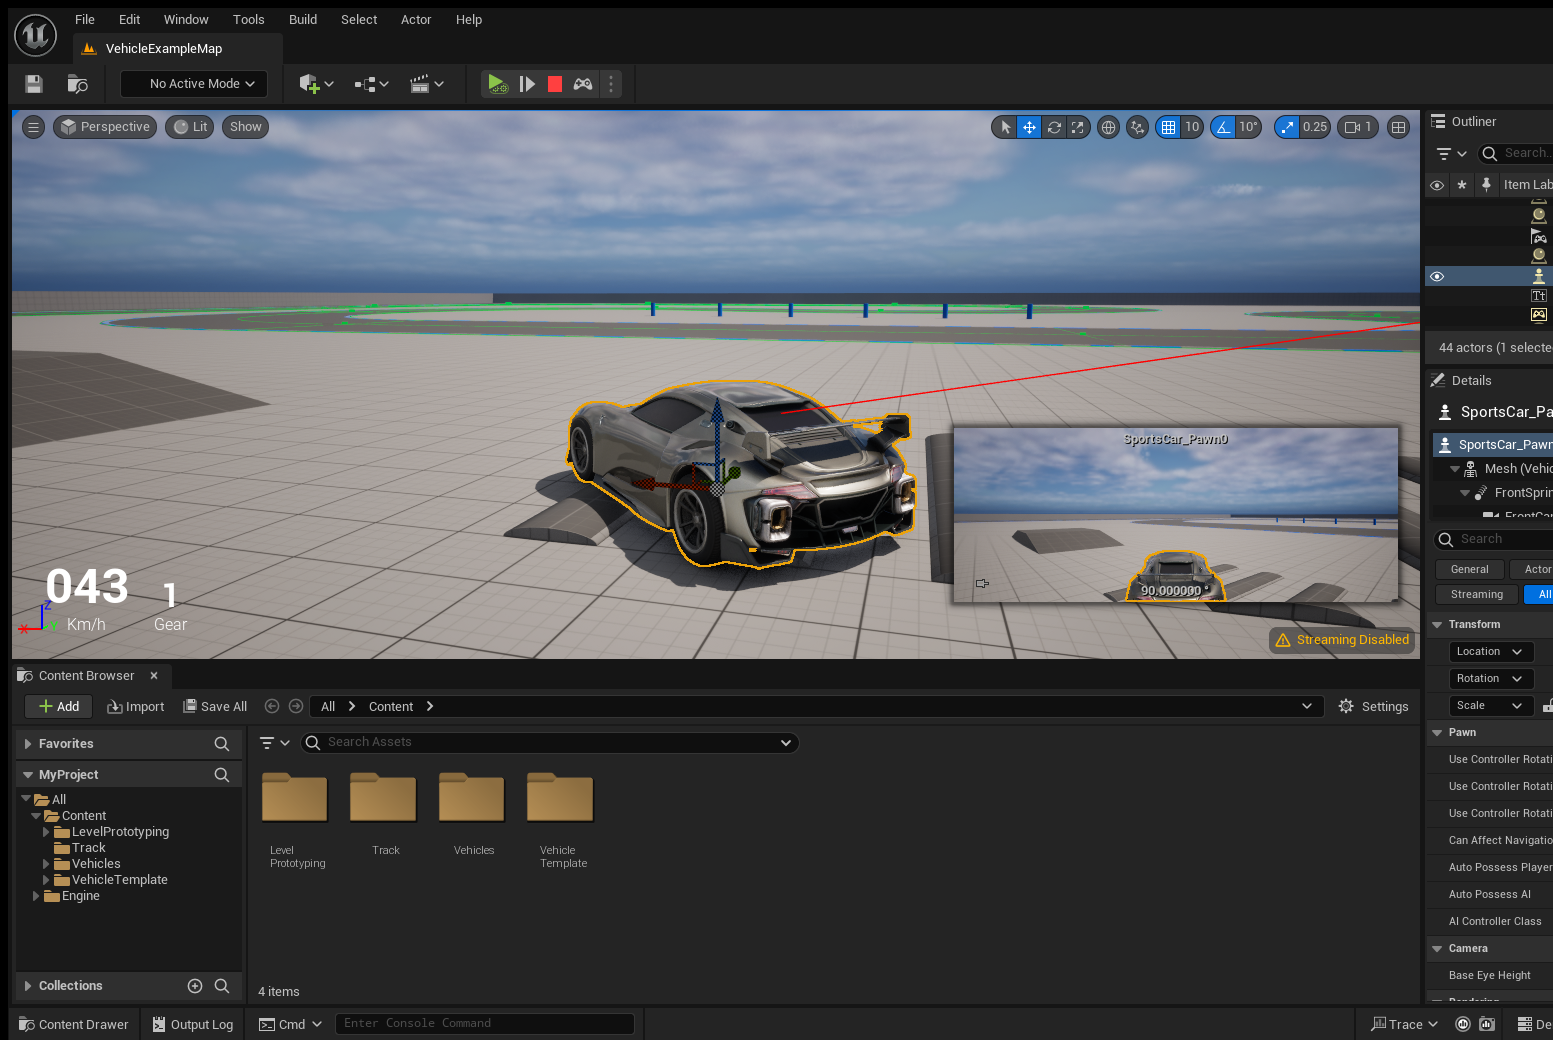 File Edit Window Tools Build Select Actor Help
VehicleExampleMap
No Active Mode
Perspective Lit Show
10 10° 0.25 1
Outliner
Search..
Item Lab
44 actors (1 selecte
Details
SportsCar_Pa
SportsCar_Pawn
Mesh (Vehic
FrontSprin
FrontCar
Search
General Actor
Streaming All
Transform
Location
Rotation
Scale
Pawn
Use Controller Rotati
Use Controller Rotati
Use Controller Rotati
Can Affect Navigatio
Auto Possess Player
Auto Possess AI
AI Controller Class
Camera
Base Eye Height
Rendering
SportsCar_Pawn0
90.000000 °
043 1
Km/h Gear
Z
X Y
Streaming Disabled
Content Browser
Add Import Save All All Content Settings
Favorites
Search Assets
MyProject
All
Content
LevelPrototyping
Track
Vehicles
VehicleTemplate
Engine
Level Prototyping
Track
Vehicles
Vehicle Template
Collections
4 items
Content Drawer Output Log Cmd Enter Console Command Trace De